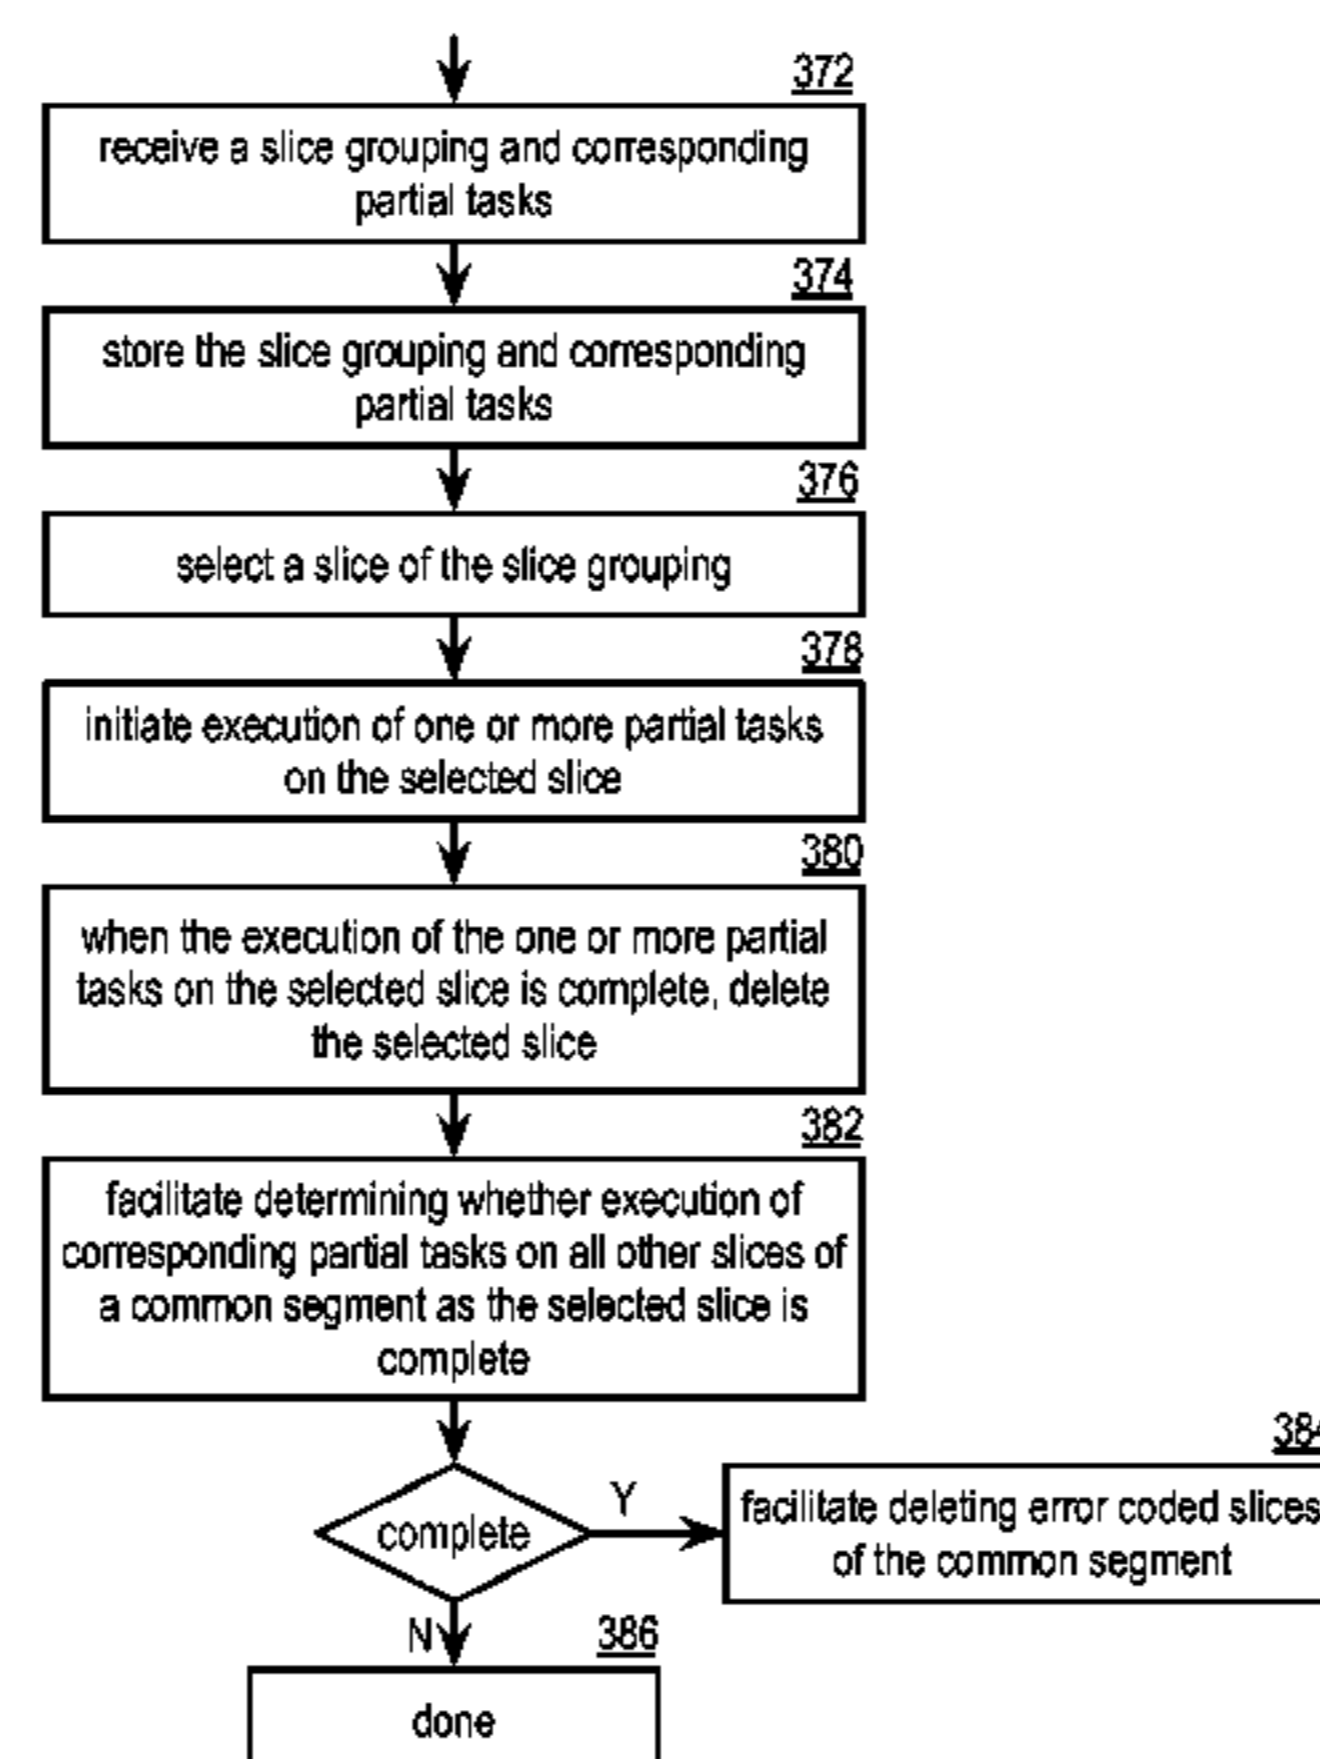 372
receive a slice grouping and corresponding
partial tasks
374
store the slice grouping and corresponding
partial tasks
376
select a slice of the slice grouping
378
initiate execution of one or more partial tasks
on the selected slice
380
when the execution of the one or more partial
tasks on the selected slice is complete, delete
the selected slice
382
facilitate determining whether execution of
corresponding partial tasks on all other slices of
a common segment as the selected slice is
complete
complete
Y
384
facilitate deleting error coded slices
of the common segment
N
386
done